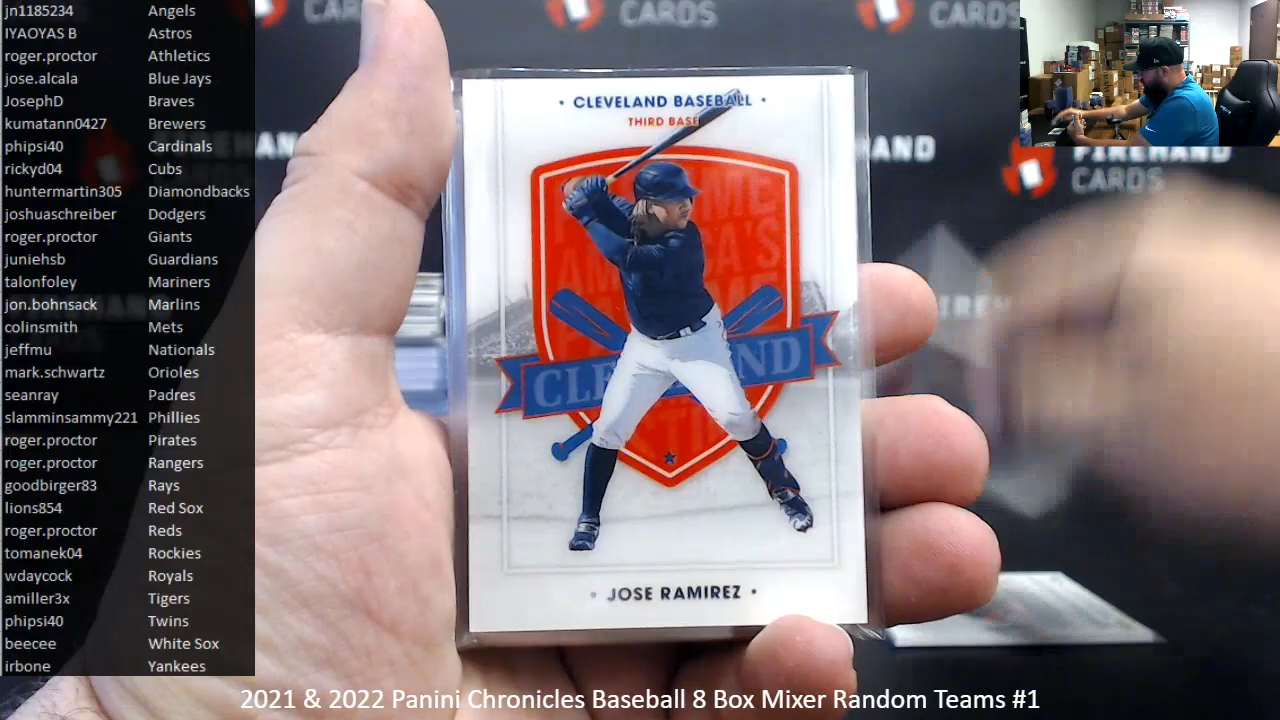 jn1185234 Angels
IYAOYAS B Astros
roger.proctor Athletics
jose.alcala Blue Jays
JosephD Braves
kumatann0427 Brewers
phipsi40 Cardinals
rickyd04 Cubs
huntermartin305 Diamondbacks
joshuaschreiber Dodgers
roger.proctor Giants
juniehsb Guardians
talonfoley Mariners
jon.bohnsack Marlins
colinsmith Mets
jeffmu Nationals
mark.schwartz Orioles
seanray Padres
slamminsammy221 Phillies
roger.proctor Pirates
roger.proctor Rangers
goodbirger83 Rays
lions854 Red Sox
roger.proctor Reds
tomanek04 Rockies
wdaycock Royals
amiller3x Tigers
phipsi40 Twins
beecee White Sox
irbone Yankees
CARDS
CARDS
FIREHAND
CARDS
• CLEVELAND BASEBALL •
THIRD BASE
• JOSE RAMIREZ •
2021 & 2022 Panini Chronicles Baseball 8 Box Mixer Random Teams #1